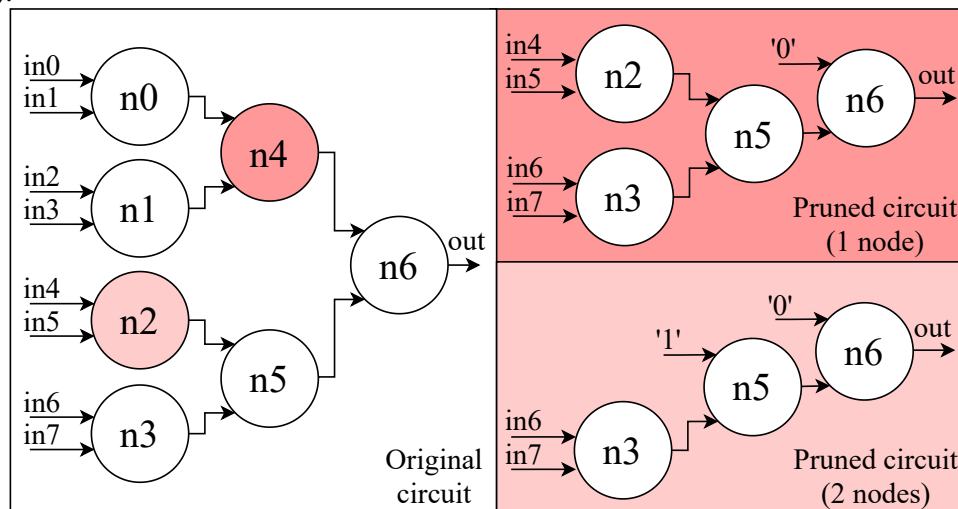 in0
in1
n0
n4
in2
in3
n1
n6
out
in4
in5
n2
n5
in6
in7
n3
Original
circuit
in4
in5
n2
'0'
n6
out
n5
in6
in7
n3
Pruned circuit
(1 node)
'0'
n6
out
'1'
n5
in6
in7
n3
Pruned circuit
(2 nodes)